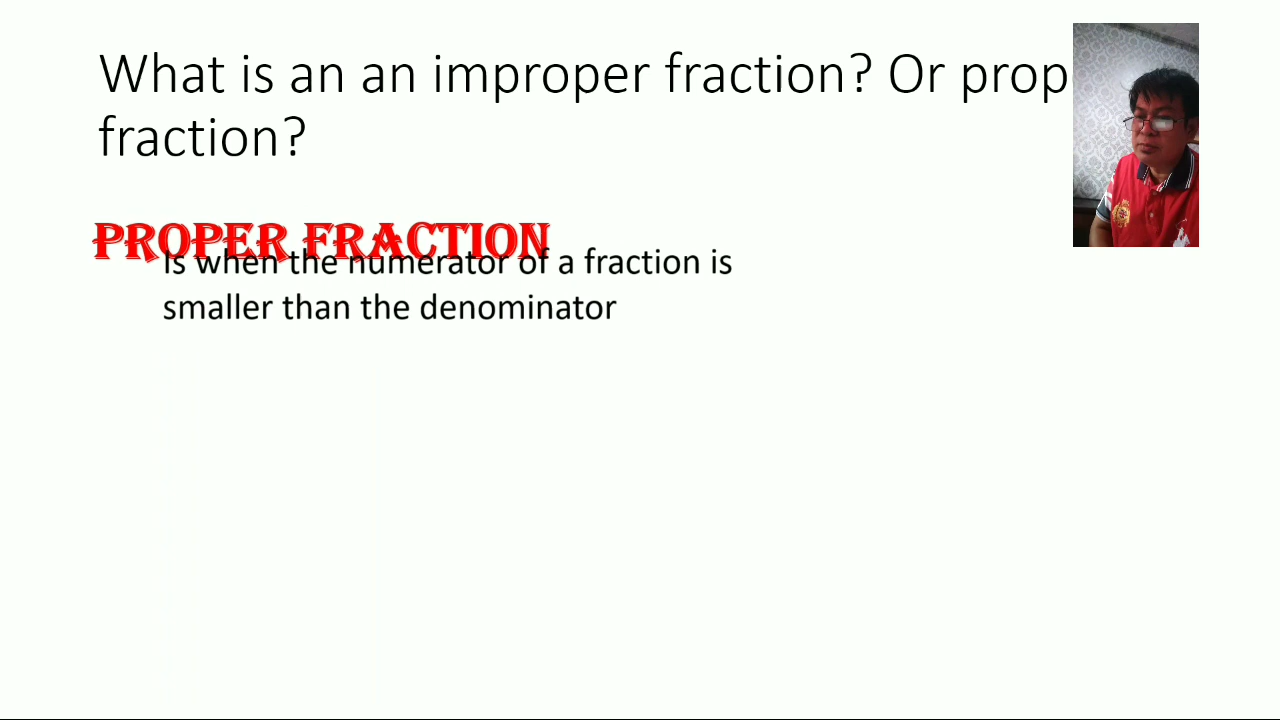 What is an an improper fraction? Or prop
fraction?
PROPER FRACTION
Is when the numerator of a fraction is
smaller than the denominator